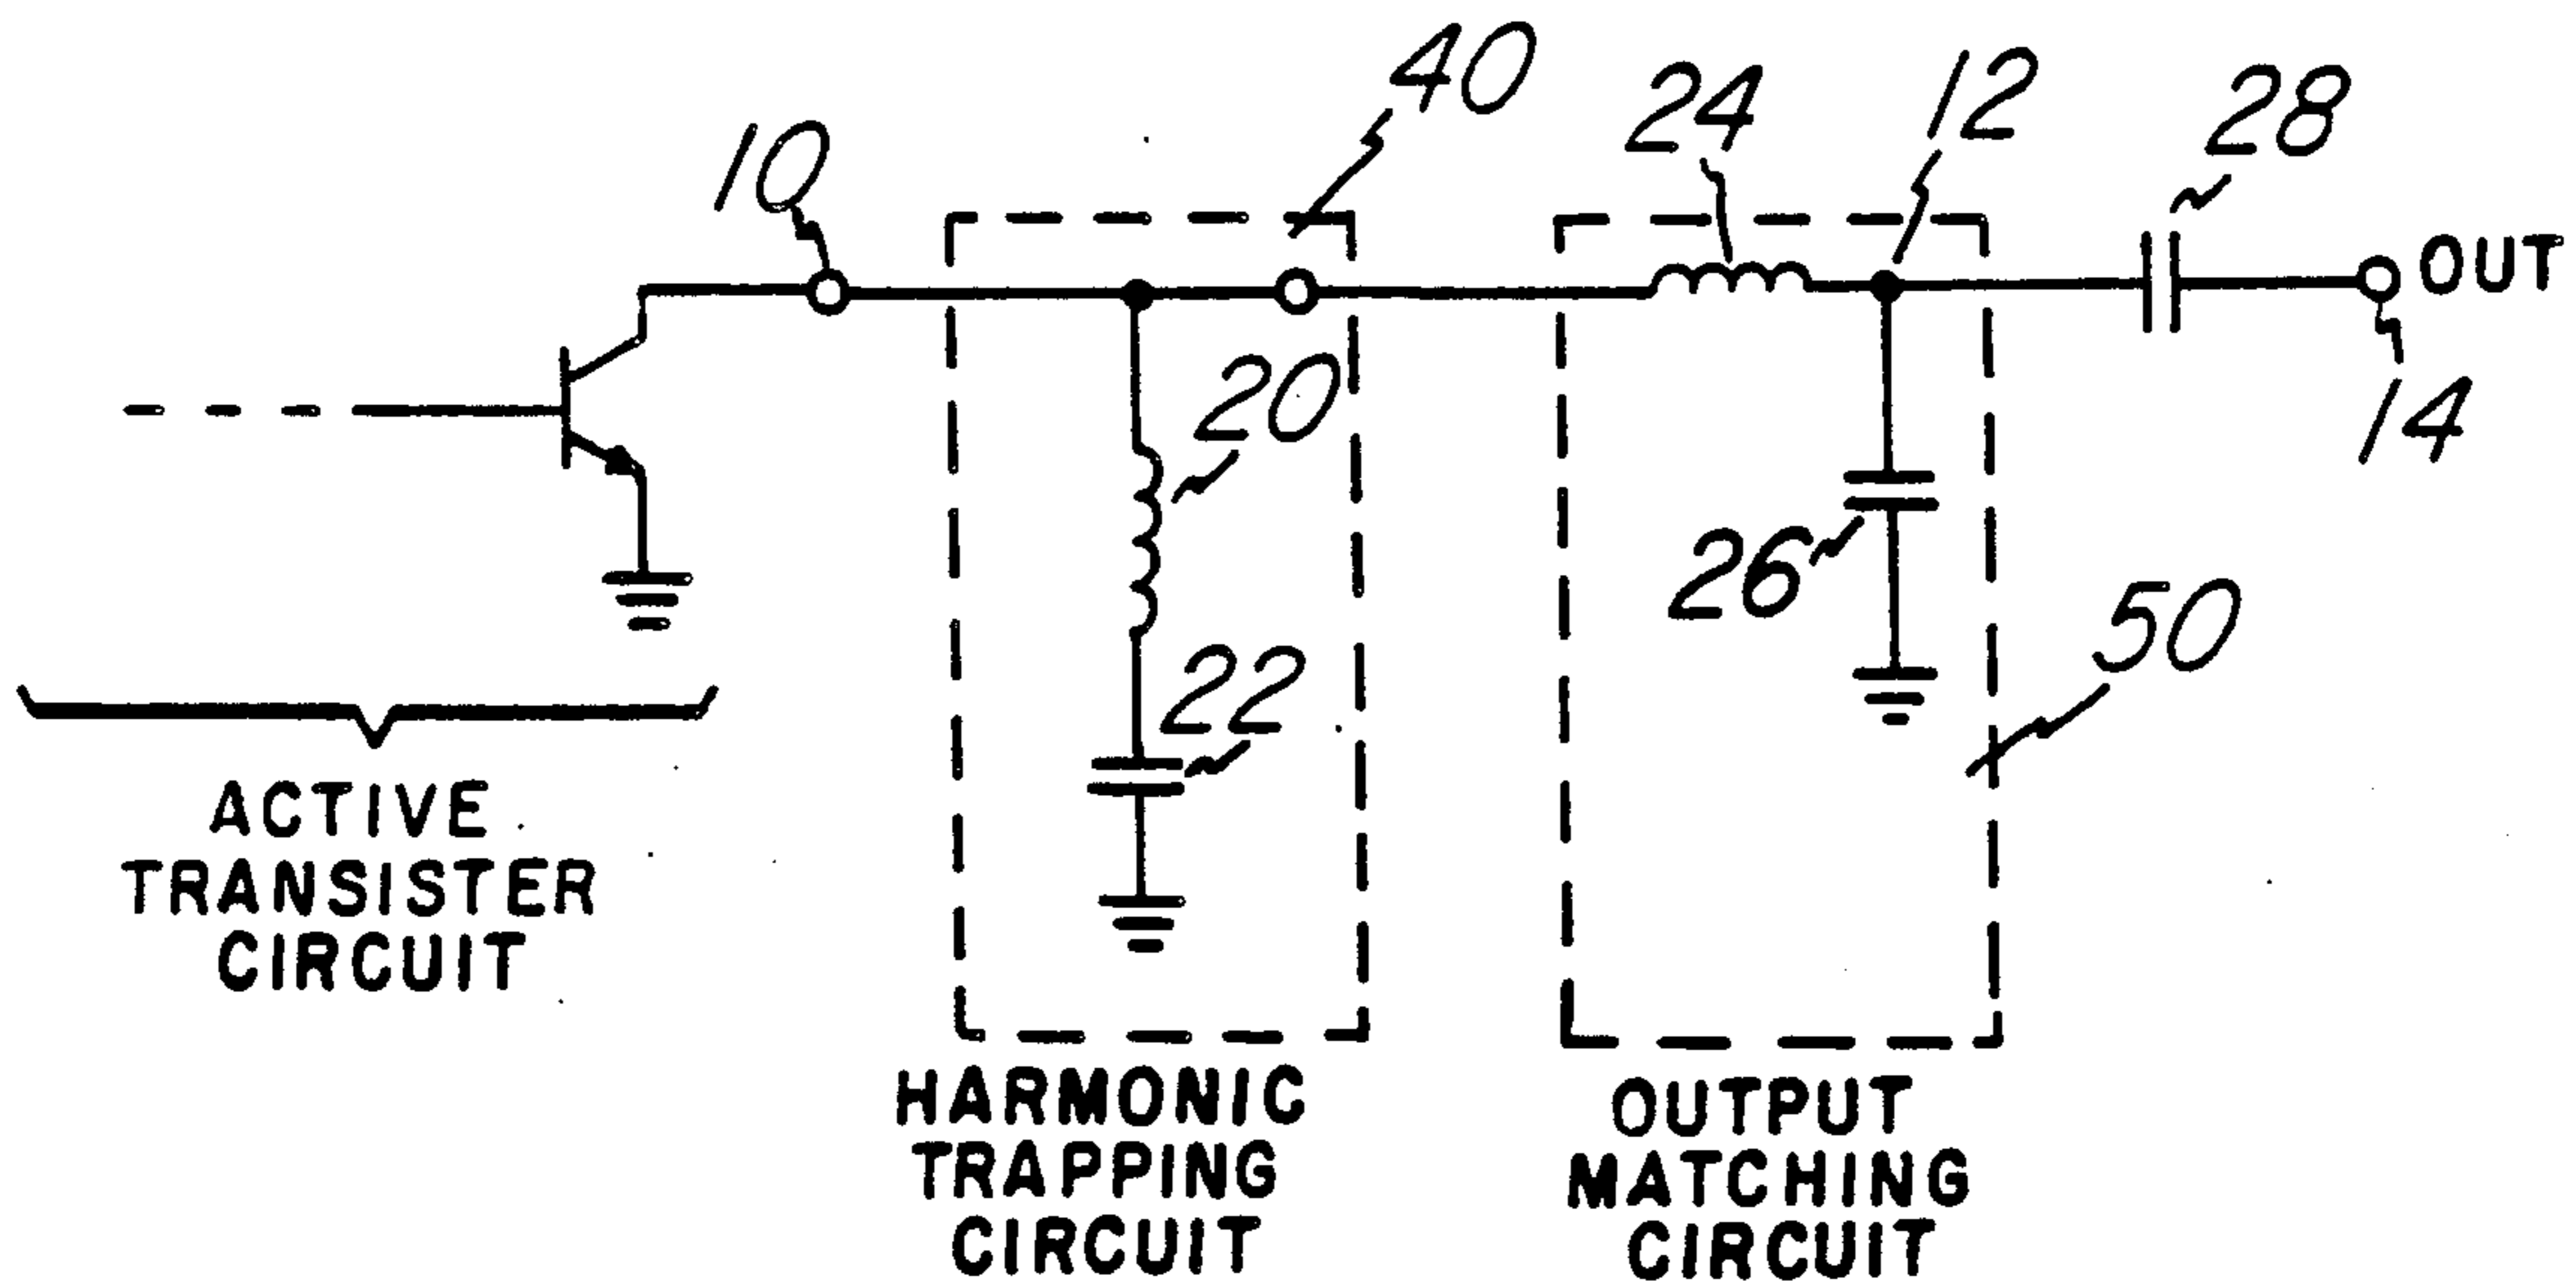 40
24
12
28
10
OUT
20
14
26
22
50
ACTIVE
TRANSISTER
CIRCUIT
HARMONIC
TRAPPING
CIRCUIT
OUTPUT
MATCHING
CIRCUIT